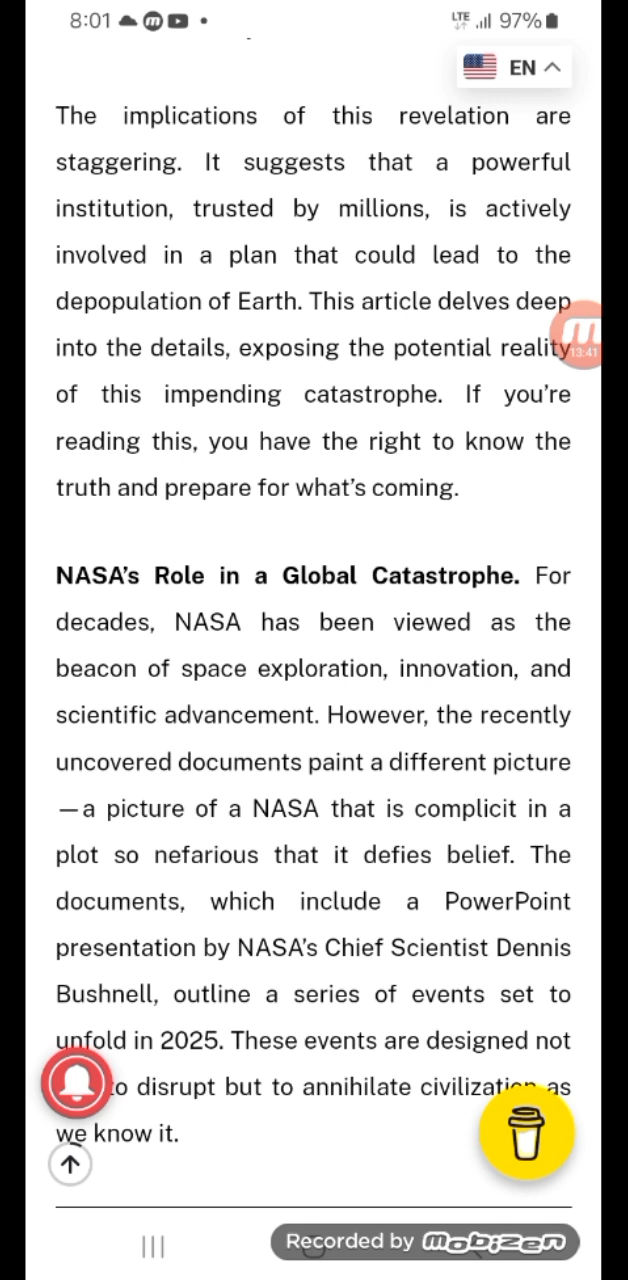 8:01
LTE 97%
EN
The implications of this revelation are
staggering. It suggests that a powerful
institution, trusted by millions, is actively
involved in a plan that could lead to the
depopulation of Earth. This article delves deep
into the details, exposing the potential reality
13:41
of this impending catastrophe. If you’re
reading this, you have the right to know the
truth and prepare for what’s coming.
NASA’s Role in a Global Catastrophe. For
decades, NASA has been viewed as the
beacon of space exploration, innovation, and
scientific advancement. However, the recently
uncovered documents paint a different picture
—a picture of a NASA that is complicit in a
plot so nefarious that it defies belief. The
documents, which include a PowerPoint
presentation by NASA’s Chief Scientist Dennis
Bushnell, outline a series of events set to
unfold in 2025. These events are designed not
to disrupt but to annihilate civilization as
we know it.
Recorded by mobizen